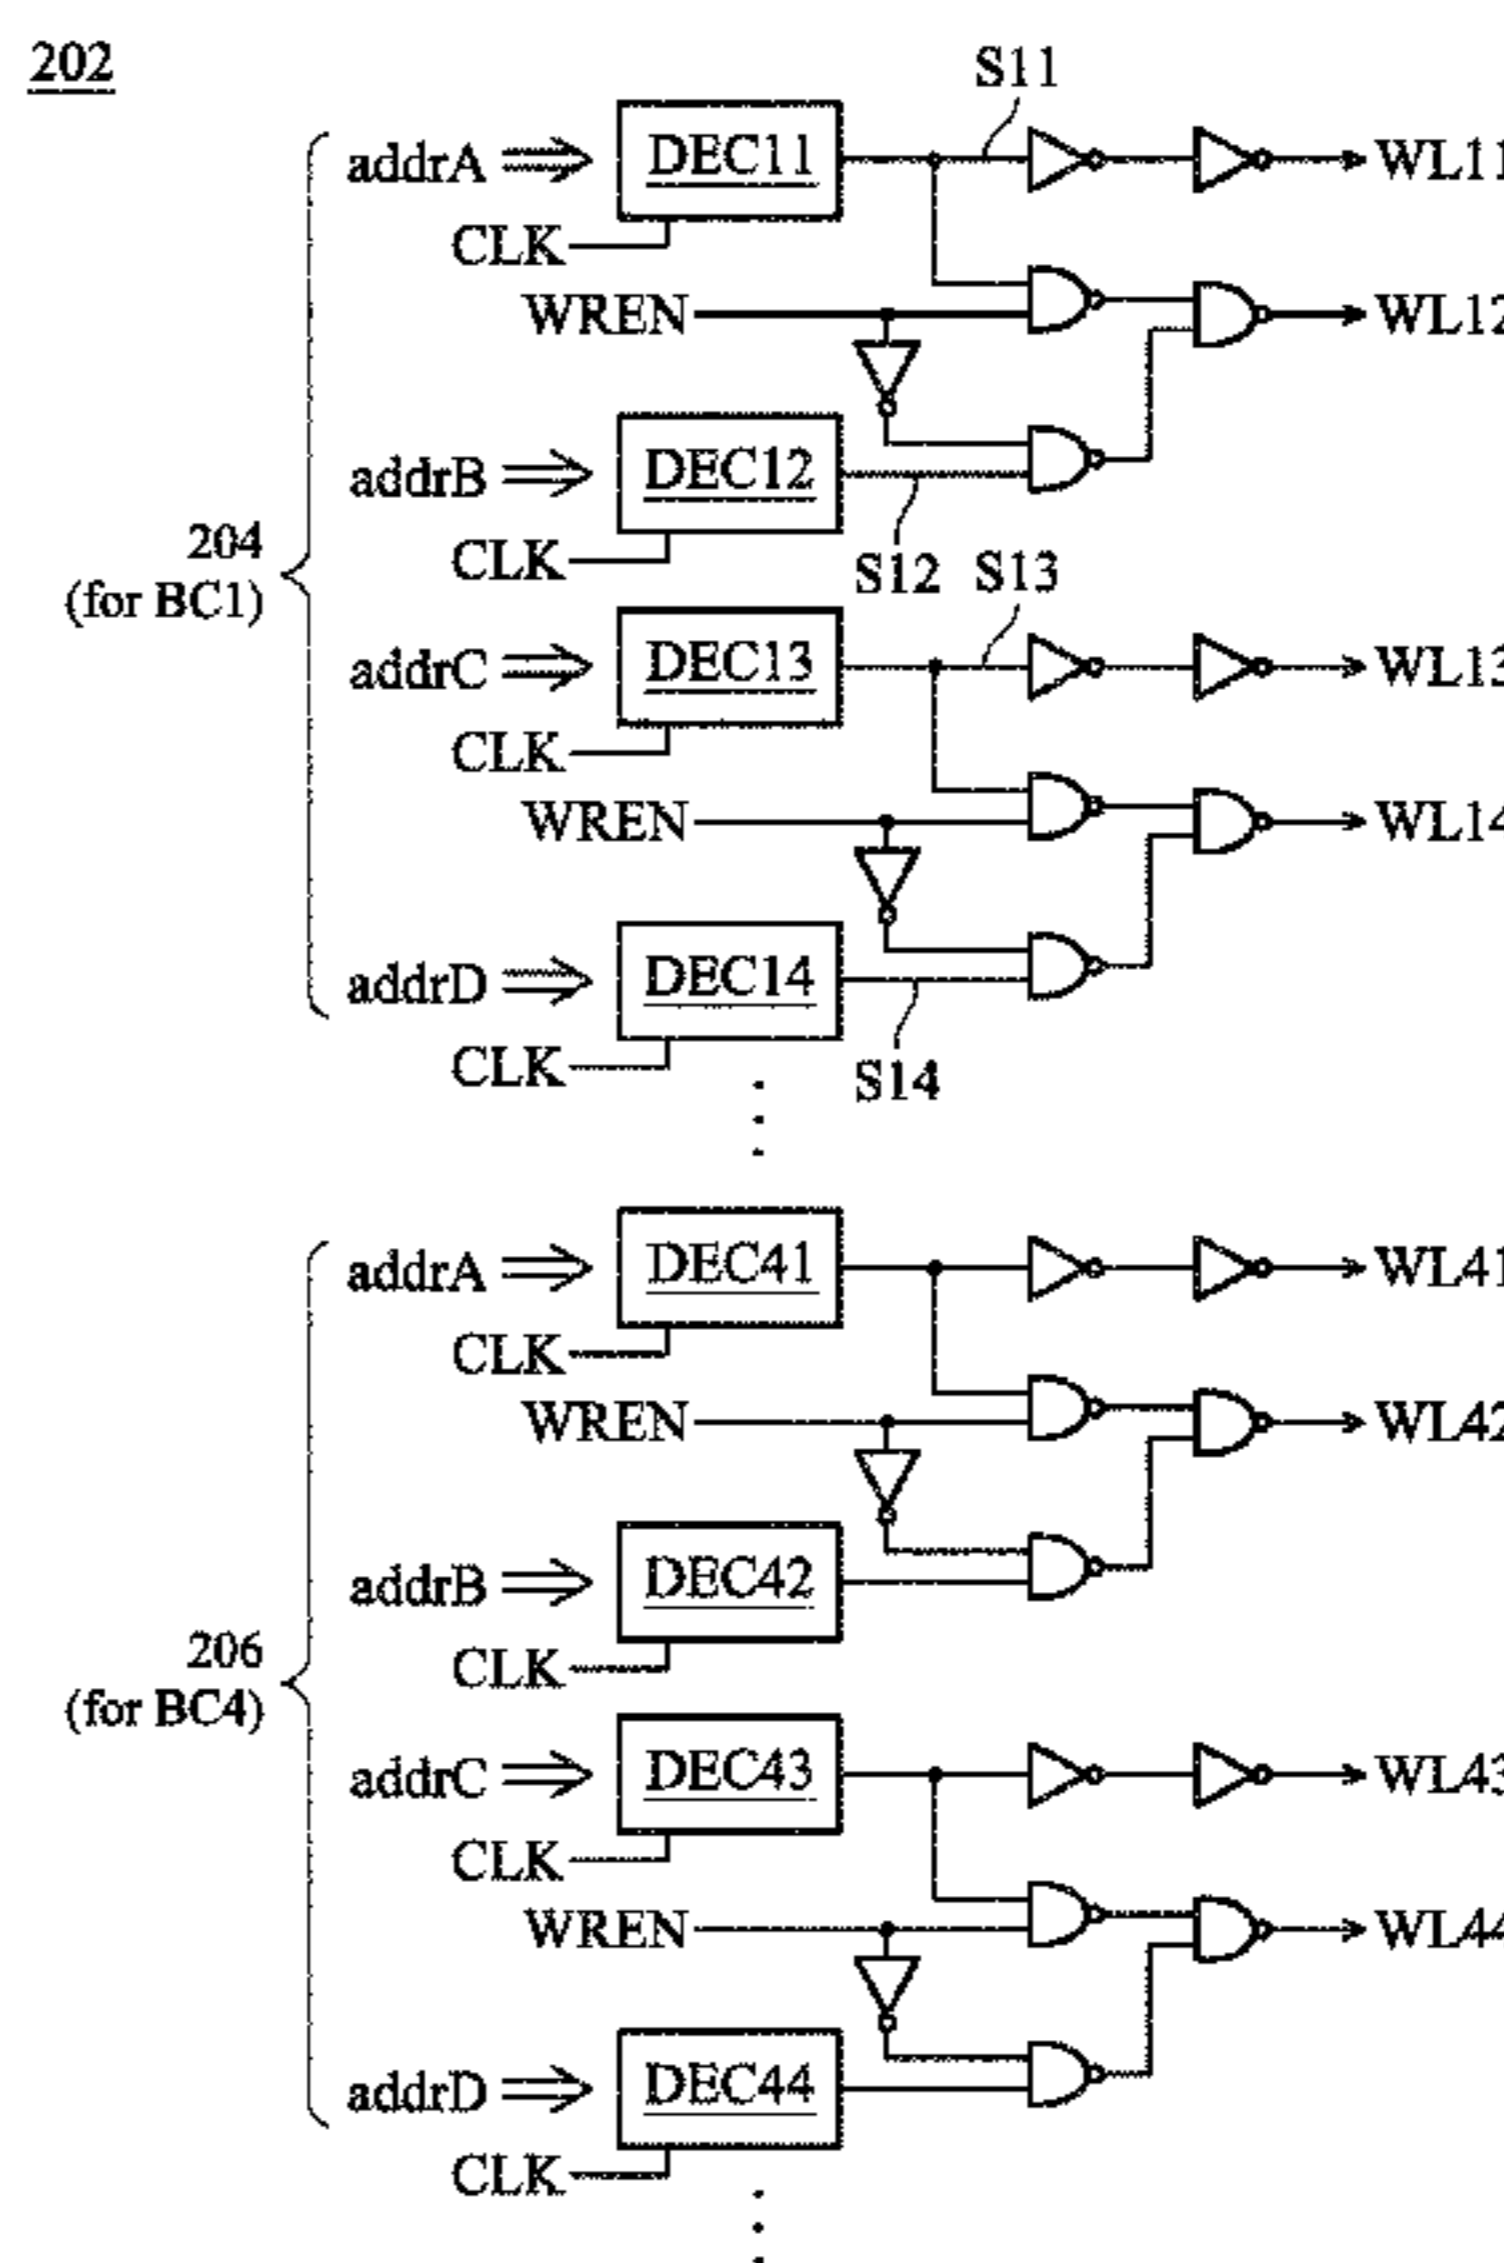 202
S11
addrA
DEC11
WL11
CLK
WREN
WL12
addrB
DEC12
CLK
S12
204
(for BC1)
S13
addrC
DEC13
WL13
CLK
WREN
WL14
addrD
DEC14
CLK
S14
addrA
DEC41
WL41
CLK
WREN
WL42
addrB
DEC42
CLK
206
(for BC4)
addrC
DEC43
WL43
CLK
WREN
WL44
addrD
DEC44
CLK